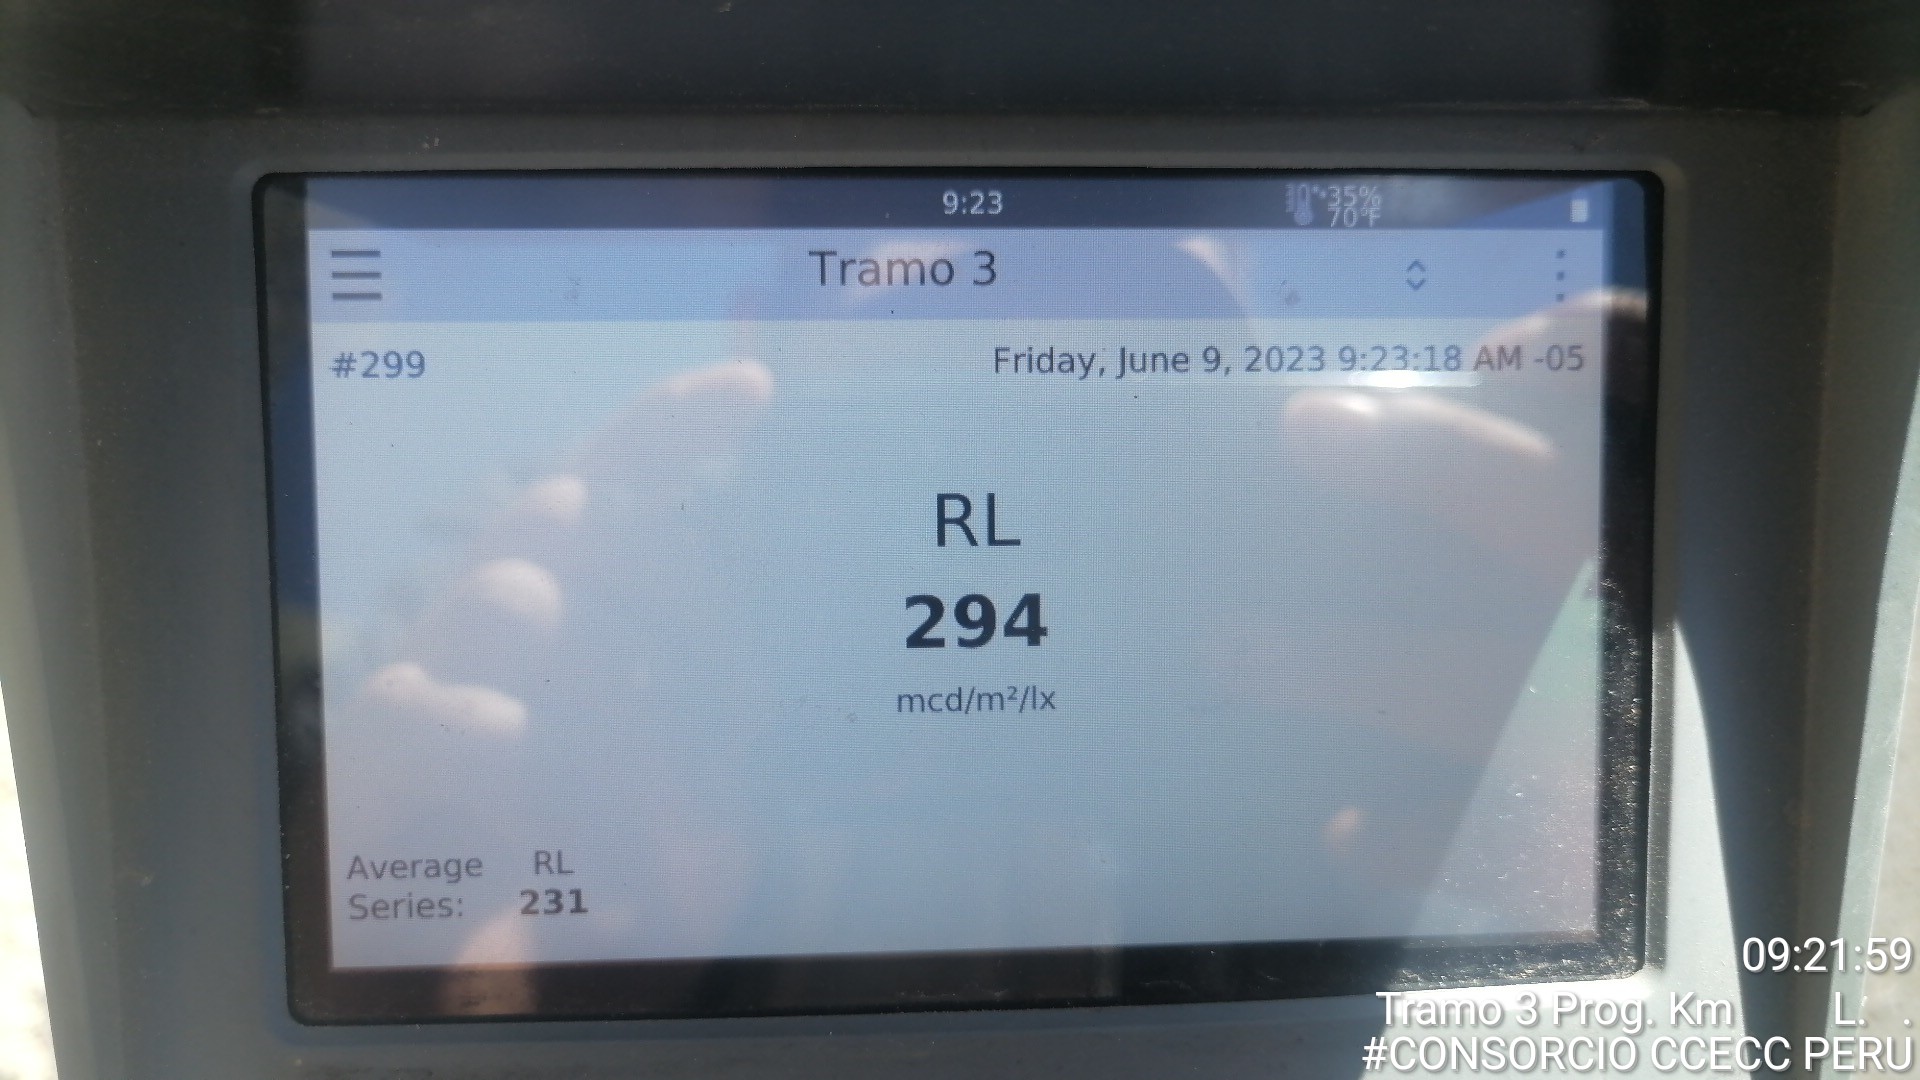 9:23
35%
70°F
Tramo 3
#299
Friday, June 9, 2023 9:23:18 AM -05
RL
294
mcd/m²/lx
Average RL
Series: 231
09:21:59
Tramo 3 Prog. Km L. .
#CONSORCIO CCECC PERU